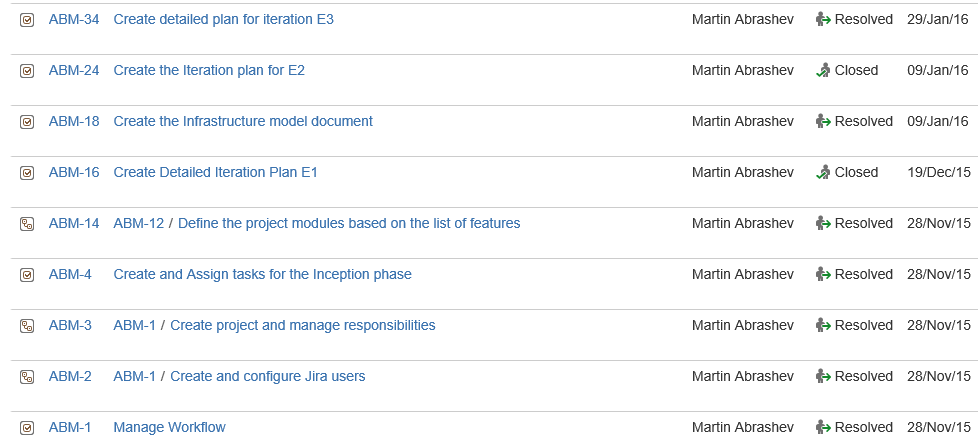 ABM-34 Create detailed plan for iteration E3 Martin Abrashev Resolved 29/Jan/16
ABM-24 Create the Iteration plan for E2 Martin Abrashev Closed 09/Jan/16
ABM-18 Create the Infrastructure model document Martin Abrashev Resolved 09/Jan/16
ABM-16 Create Detailed Iteration Plan E1 Martin Abrashev Closed 19/Dec/15
ABM-14 ABM-12 / Define the project modules based on the list of features Martin Abrashev Resolved 28/Nov/15
ABM-4 Create and Assign tasks for the Inception phase Martin Abrashev Resolved 28/Nov/15
ABM-3 ABM-1 / Create project and manage responsibilities Martin Abrashev Resolved 28/Nov/15
ABM-2 ABM-1 / Create and configure Jira users Martin Abrashev Resolved 28/Nov/15
ABM-1 Manage Workflow Martin Abrashev Resolved 28/Nov/15